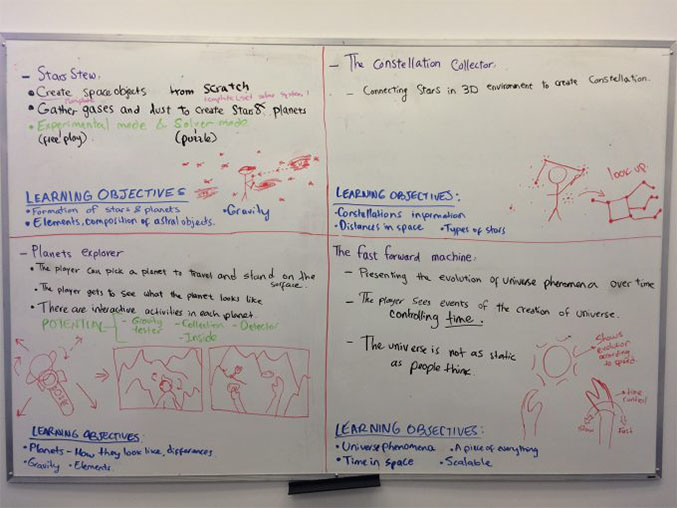 - Stars Stew.
• Create space objects from scratch
• Gather gases and dust to create Stars & planets
• Experimental mode & Solver mode
(free play) (puzzle)
LEARNING OBJECTIVES
• Formation of stars & planets
• Gravity
• Elements, composition of astral objects.
- The Constellation Collector.
- Connecting Stars in 3D environment to create Constellation.
look up
LEARNING OBJECTIVES:
• Constellations information
• Distances in space • Types of stars
- Planets explorer
• The player can pick a planet to travel and stand on the
surface.
• The player gets to see what the planet looks like
• There are interactive activities in each planet.
POTENTIAL - Gravity tester - Collection - Detector
- Inside
LEARNING OBJECTIVES:
• Planets - How they look like, differences.
• Gravity • Elements.
The fast forward machine.
- Presenting the evolution of universe phenomena over time
- The player sees events of the creation of universe.
controlling time.
- The universe is not as static
as people think.
Shows
evolution
according
to speed
time
control
Slow Fast
LEARNING OBJECTIVES:
• Universe phenomena • A piece of everything
• Time in space • Scalable